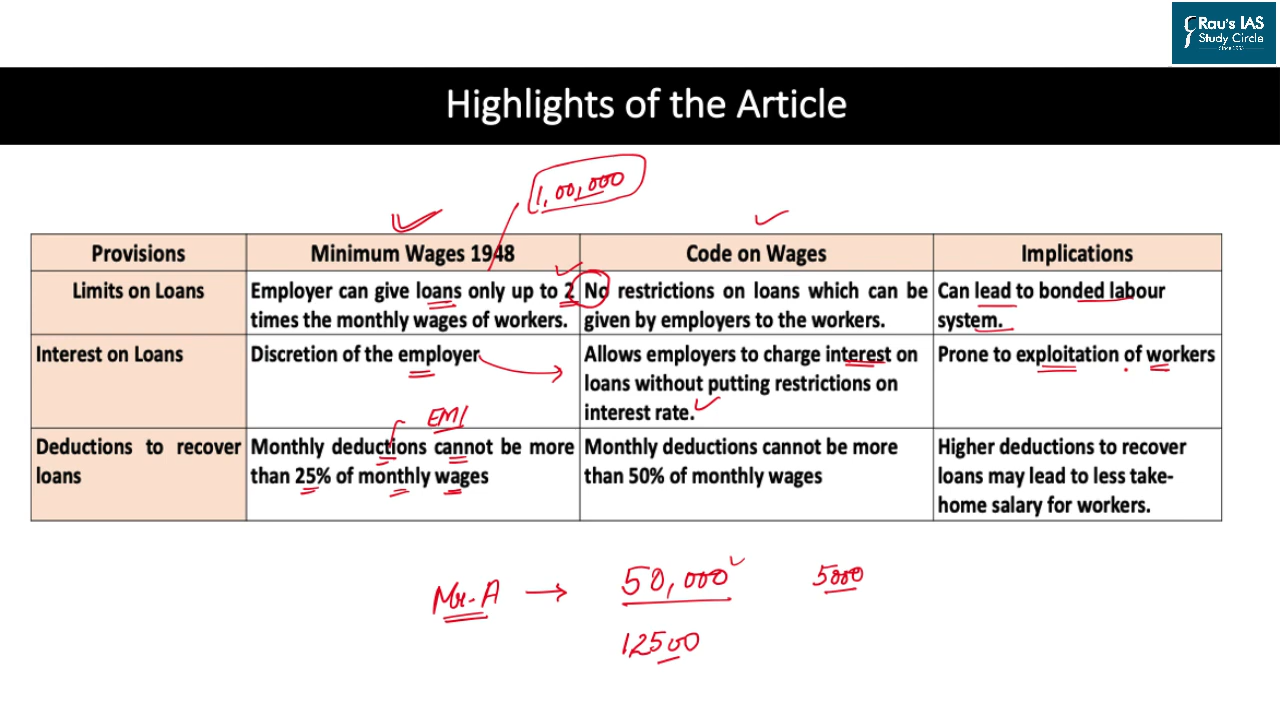 Rau's IAS
Study Circle
Highlights of the Article
1,00,000
Provisions
Minimum Wages 1948
Code on Wages
Implications
Limits on Loans
Employer can give loans only up to 2
times the monthly wages of workers.
No restrictions on loans which can be
given by employers to the workers.
Can lead to bonded labour
system.
Interest on Loans
Discretion of the employer
Allows employers to charge interest on
loans without putting restrictions on
interest rate.
Prone to exploitation of workers
EMI
Deductions to recover
loans
Monthly deductions cannot be more
than 25% of monthly wages
Monthly deductions cannot be more
than 50% of monthly wages
Higher deductions to recover
loans may lead to less take-
home salary for workers.
Mr. A → 50,000 5000
12500